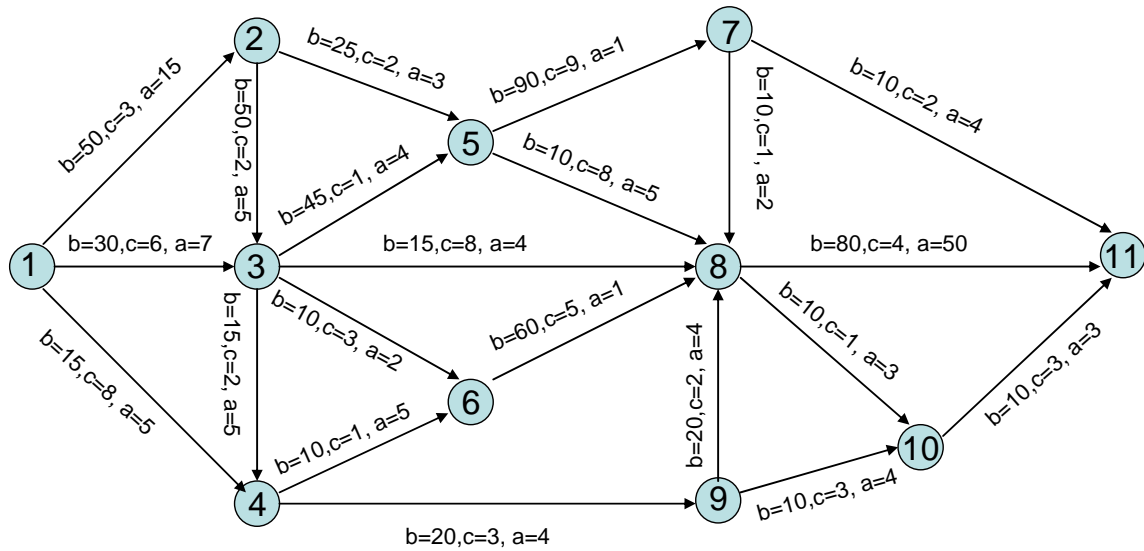 2
7
b=25,c=2, a=3
b=90,c=9, a=1
b=50,c=3, a=15
b=50,c=2, a=5
b=10,c=1, a=2
b=10,c=2, a=4
5
b=45,c=1, a=4
b=10,c=8, a=5
1
b=30,c=6, a=7
3
b=15,c=8, a=4
8
b=80,c=4, a=50
11
b=15,c=8, a=5
b=15,c=2, a=5
b=10,c=3, a=2
b=60,c=5, a=1
b=10,c=1, a=3
b=10,c=3, a=3
6
b=10,c=1, a=5
b=20,c=2, a=4
10
4
9
b=10,c=3, a=4
b=20,c=3, a=4